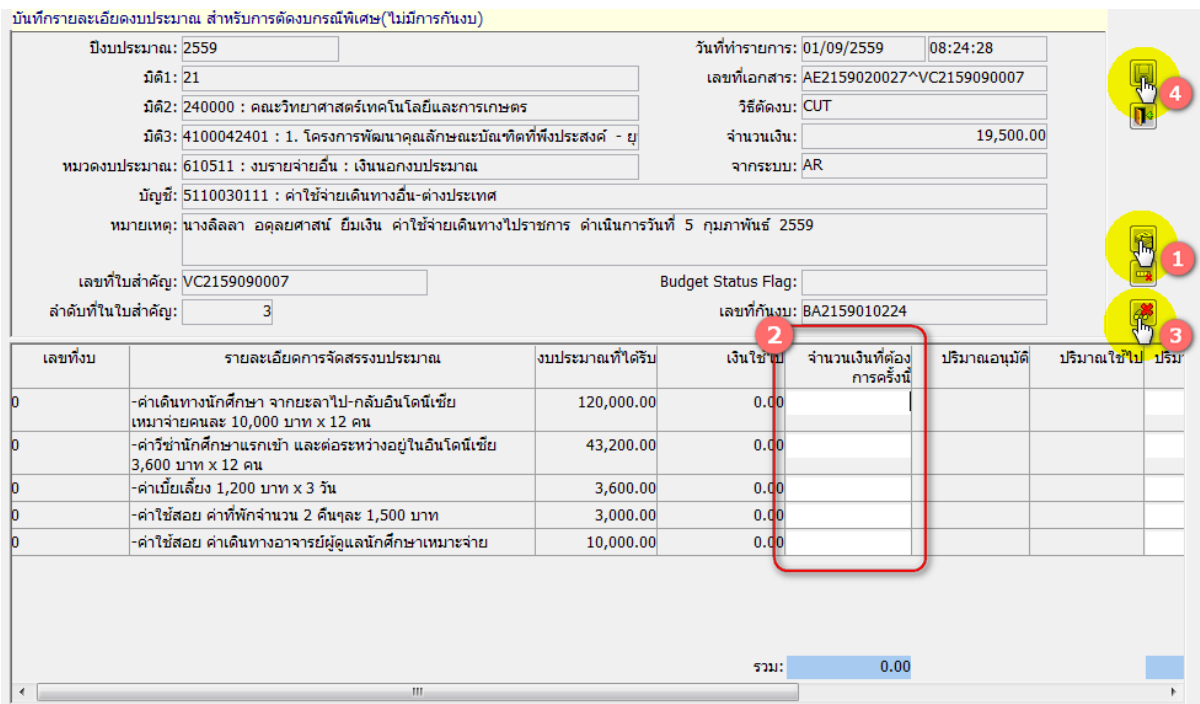 บันทึกรายละเอียดงบประมาณ สำหรับการตัดงบกรณีพิเศษ(ไม่มีการกันงบ)
ปีงบประมาณ: 2559 วันที่ทำรายการ: 01/09/2559 08:24:28
มิติ1: 21 เลขที่เอกสาร: AE2159020027^VC2159090007
มิติ2: 240000 : คณะวิทยาศาสตร์เทคโนโลยีและการเกษตร วิธีตัดงบ: CUT
4
มิติ3: 4100042401 : 1. โครงการพัฒนาคุณลักษณะบัณฑิตที่พึงประสงค์ - ยุ จำนวนเงิน: 19,500.00
หมวดงบประมาณ: 610511 : งบรายจ่ายอื่น : เงินนอกงบประมาณ จากระบบ: AR
บัญชี: 5110030111 : ค่าใช้จ่ายเดินทางอื่น-ต่างประเทศ
หมายเหตุ: นางลิลลา อดุลยศาสน์ ยืมเงิน ค่าใช้จ่ายเดินทางไปราชการ ดำเนินการวันที่ 5 กุมภาพันธ์ 2559
1
เลขที่ใบสำคัญ: VC2159090007 Budget Status Flag:
ลำดับที่ในใบสำคัญ: 3 เลขที่กันงบ: BA2159010224
2 3
เลขที่งบ รายละเอียดการจัดสรรงบประมาณ งบประมาณที่ได้รับ เงินใช้ไป จำนวนเงินที่ต้อง ปริมาณอนุมัติ ปริมาณใช้ไป ปริม
การครั้งนี้
0 -ค่าเดินทางนักศึกษา จากยะลาไป-กลับอินโดนีเซีย 120,000.00 0.00
เหมาจ่ายคนละ 10,000 บาท x 12 คน
0 -ค่าวีซ่านักศึกษาแรกเข้า และต่อระหว่างอยู่ในอินโดนีเซีย 43,200.00 0.00
3,600 บาท x 12 คน
0 -ค่าเบี้ยเลี้ยง 1,200 บาท x 3 วัน 3,600.00 0.00
0 -ค่าใช้สอย ค่าที่พักจำนวน 2 คืนๆละ 1,500 บาท 3,000.00 0.00
0 -ค่าใช้สอย ค่าเดินทางอาจารย์ผู้ดูแลนักศึกษาเหมาะจ่าย 10,000.00 0.00
รวม: 0.00